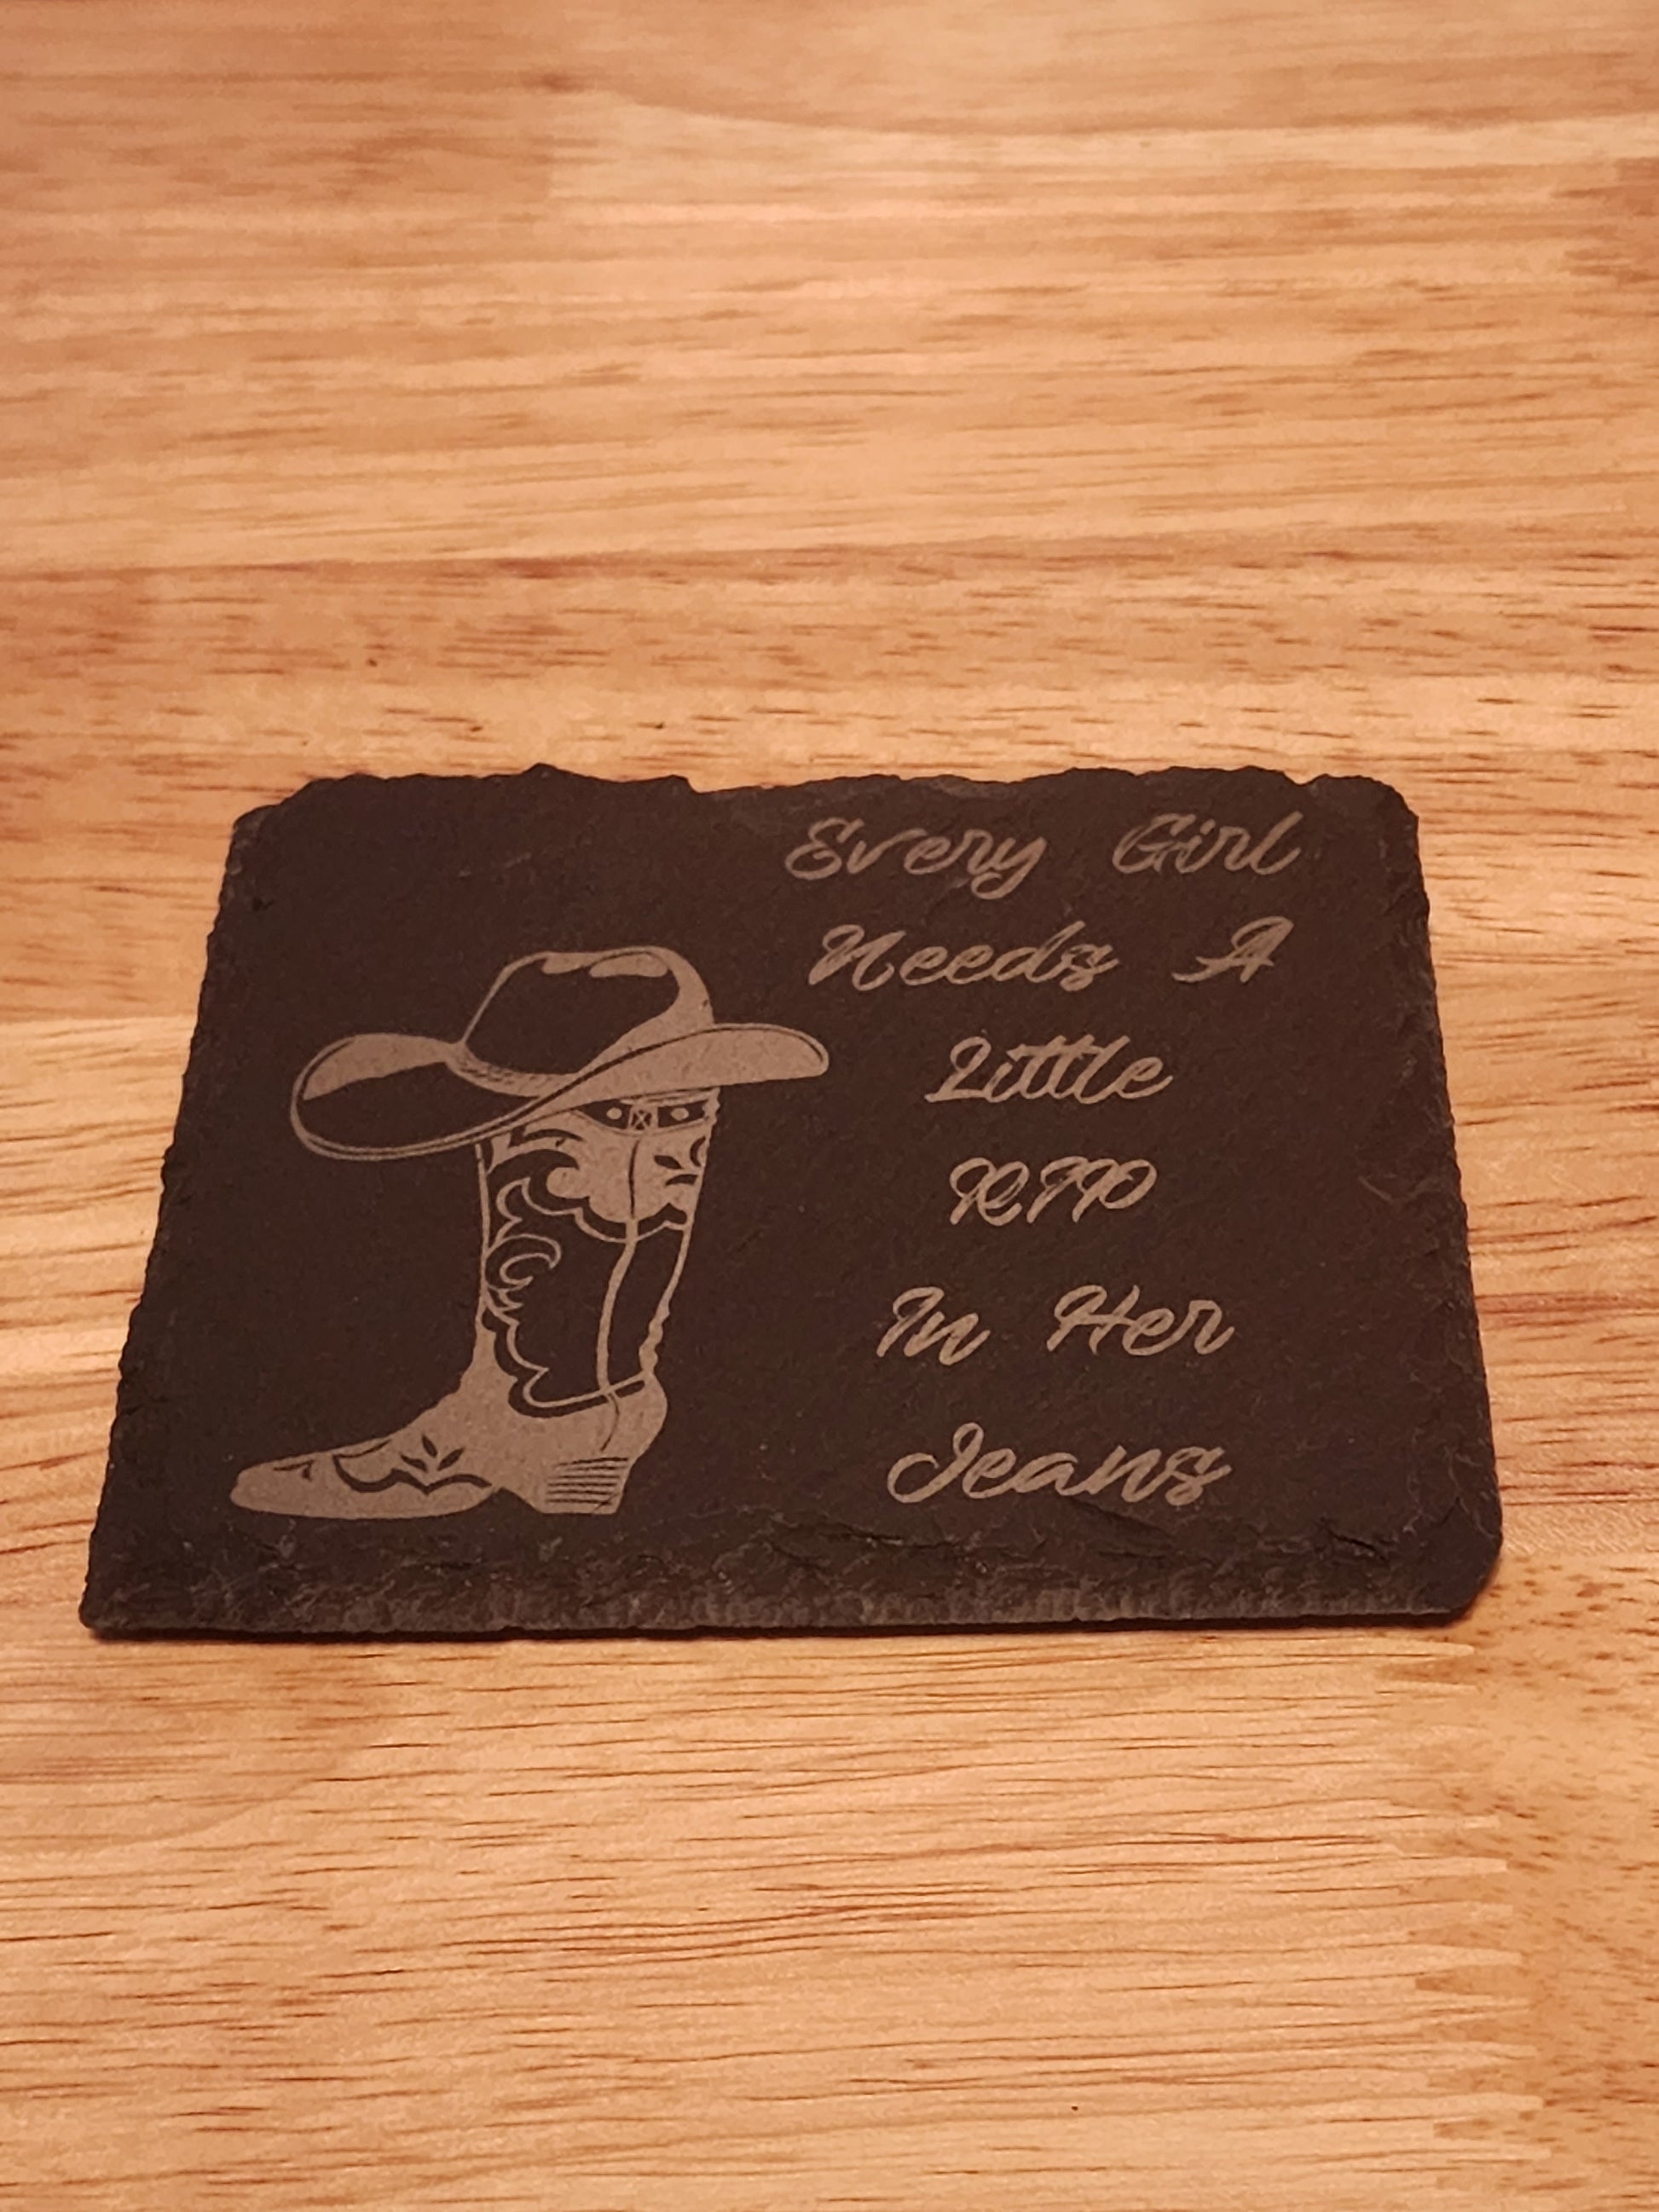 Every Girl
Needs A
Little
RIP
In Her
Jeans